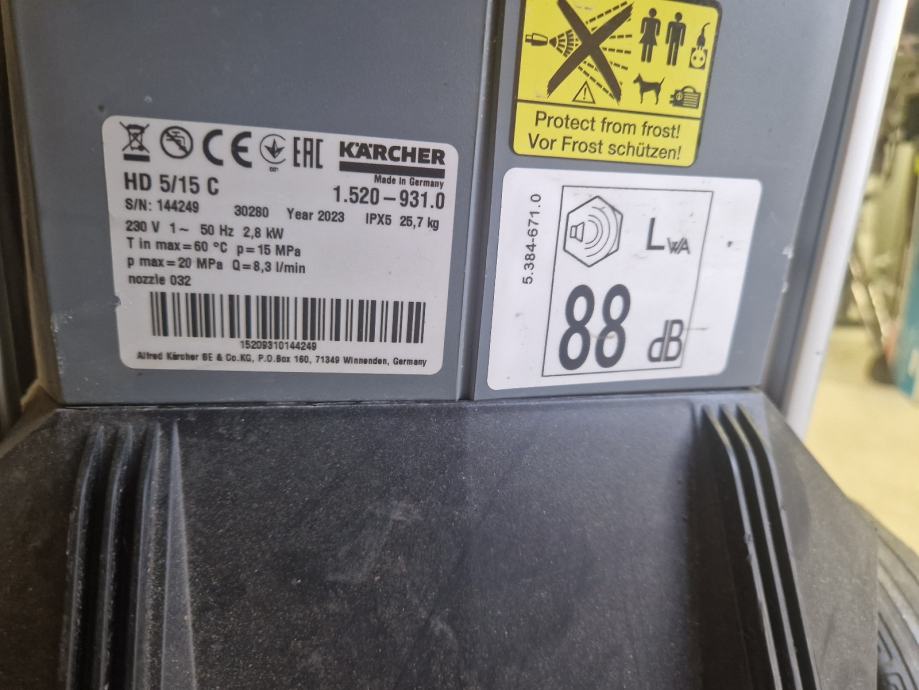 Protect from frost!
Vor Frost schützen!
CE EAC KÄRCHER
Made in Germany
HD 5/15 C 1.520-931.0
S/N: 144249 30280 Year 2023 IPX5 25,7 kg
230 V 1~ 50 Hz 2,8 kW
T in max=60 °C p=15 MPa
p max=20 MPa Q=8,3 l/min
nozzle 032
15209310144249
Alfred Kärcher SE & Co.KG, P.O.Box 160, 71349 Winnenden, Germany
5.384-671.0
LWA
88 dB